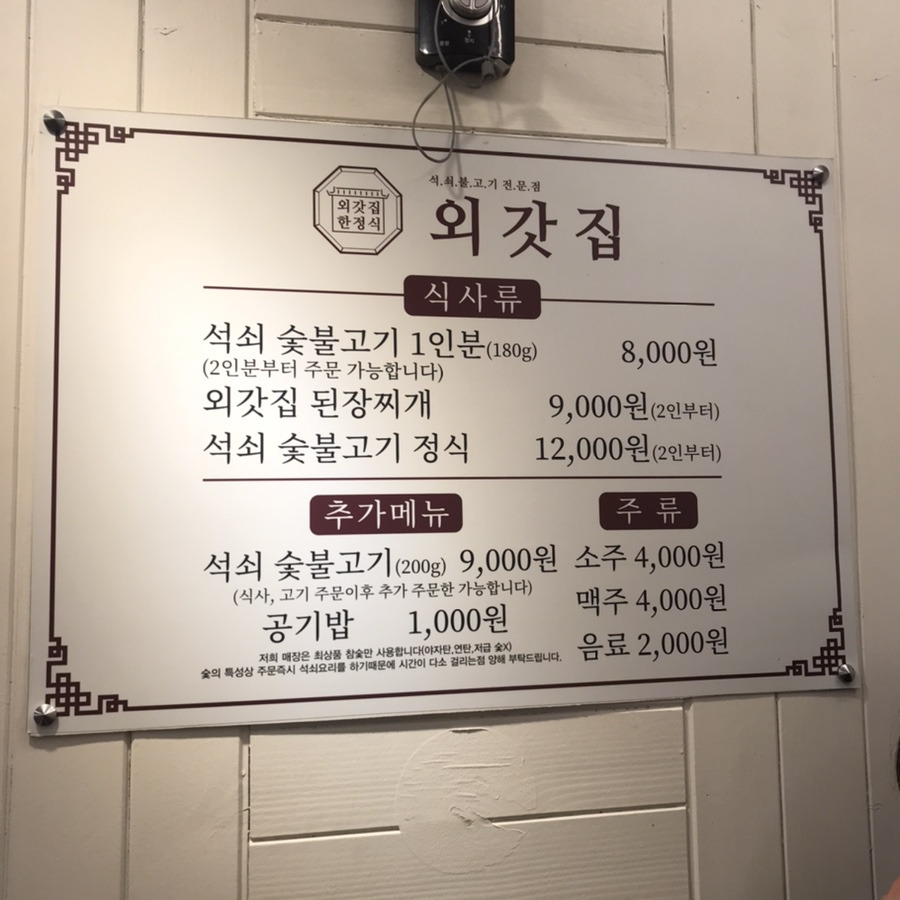 석.쇠.불.고.기 전.문.점
외갓집
한정식
외갓집
식사류
석쇠 숯불고기 1인분(180g) 8,000원
(2인분부터 주문 가능합니다)
외갓집 된장찌개 9,000원(2인부터)
석쇠 숯불고기 정식 12,000원(2인부터)
추가메뉴
석쇠 숯불고기(200g) 9,000원
(식사, 고기 주문이후 추가 주문한 가능합니다)
공기밥 1,000원
저희 매장은 최상품 참숯만 사용합니다(야자탄,연탄,저급 숯X)
숯의 특성상 주문즉시 석쇠요리를 하기때문에 시간이 다소 걸리는점 양해 부탁드립니다.
주류
소주 4,000원
맥주 4,000원
음료 2,000원